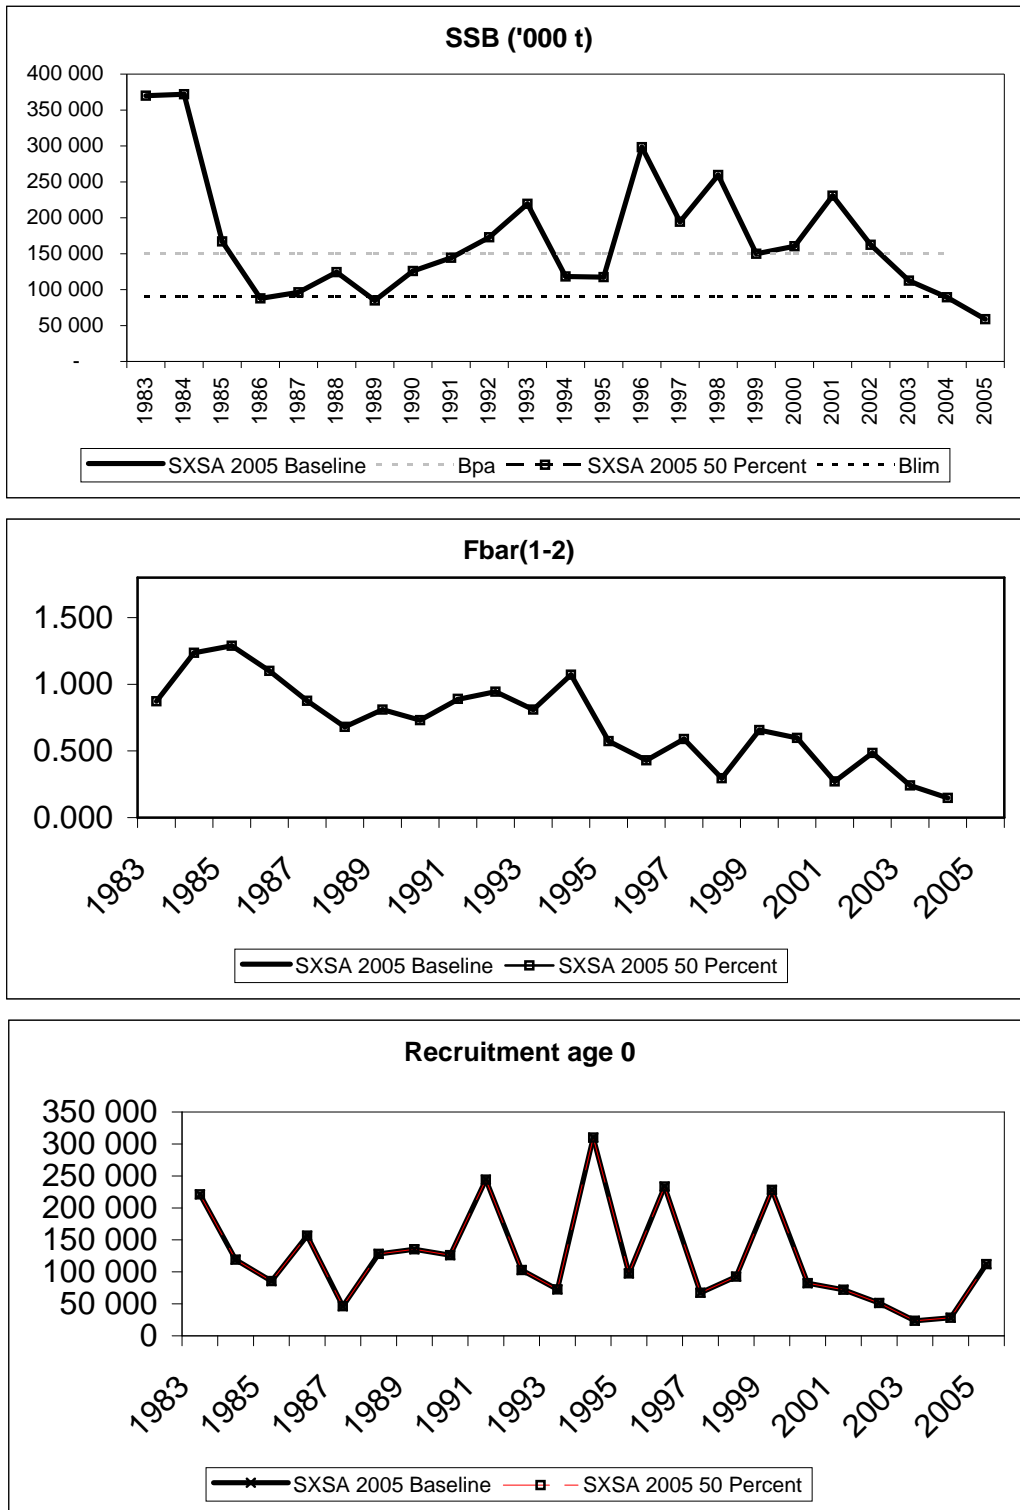 SSB ('000 t)
400 000
350 000
300 000
250 000
200 000
150 000
100 000
50 000
-
1983 1984 1985 1986 1987 1988 1989 1990 1991 1992 1993 1994 1995 1996 1997 1998 1999 2000 2001 2002 2003 2004 2005
SXSA 2005 Baseline Bpa SXSA 2005 50 Percent Blim
Fbar(1-2)
1.500
1.000
0.500
0.000
1983 1985 1987 1989 1991 1993 1995 1997 1999 2001 2003 2005
SXSA 2005 Baseline SXSA 2005 50 Percent
Recruitment age 0
350 000
300 000
250 000
200 000
150 000
100 000
50 000
0
1983 1985 1987 1989 1991 1993 1995 1997 1999 2001 2003 2005
SXSA 2005 Baseline SXSA 2005 50 Percent